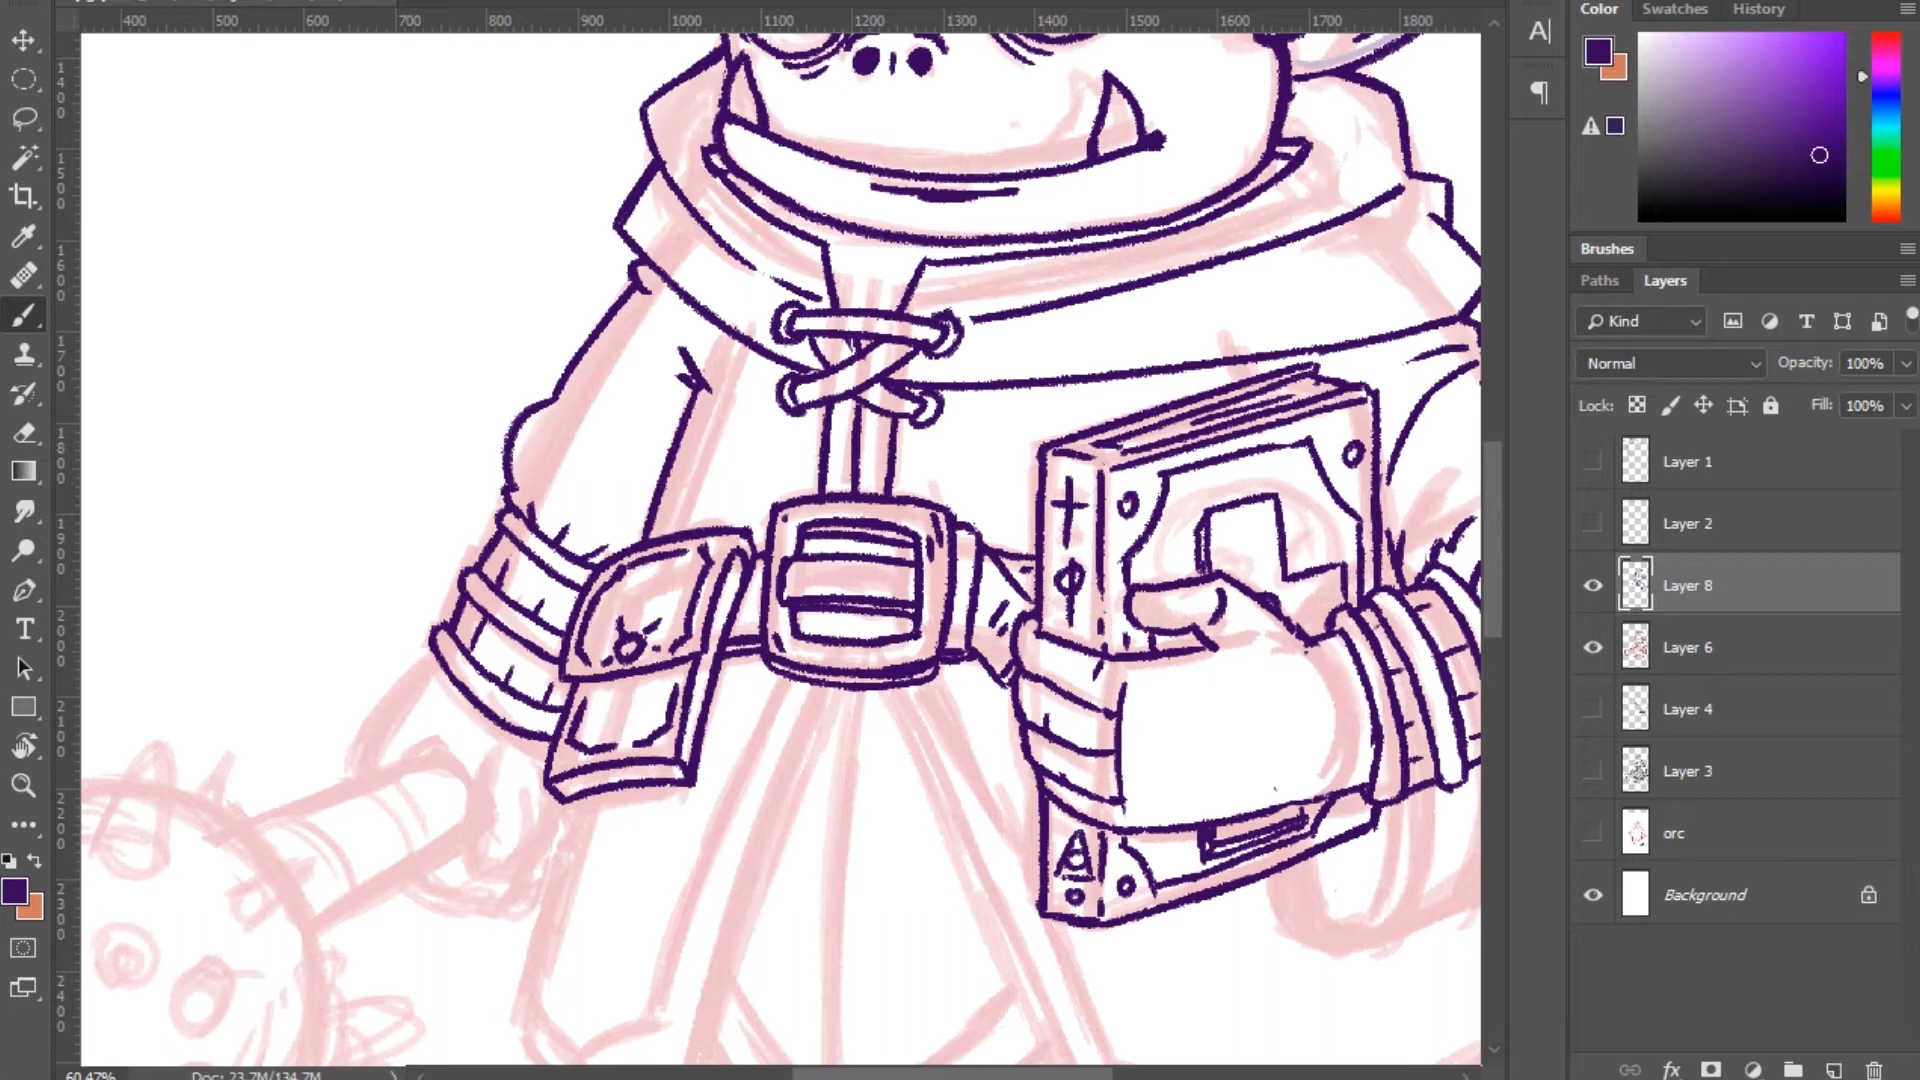 400 500 600 700 800 900 1000 1100 1200 1300 1400 1500 1600 1700 1800
Color Swatches History
Brushes
Paths Layers
Kind
Normal Opacity: 100%
Lock: Fill: 100%
Layer 1
Layer 2
Layer 8
Layer 6
Layer 4
Layer 3
orc
Background
fx
1400
1500
1600
1700
1800
1900
2000
2100
2200
2300
2400
60.47% Doc: 23.7M/134.7M